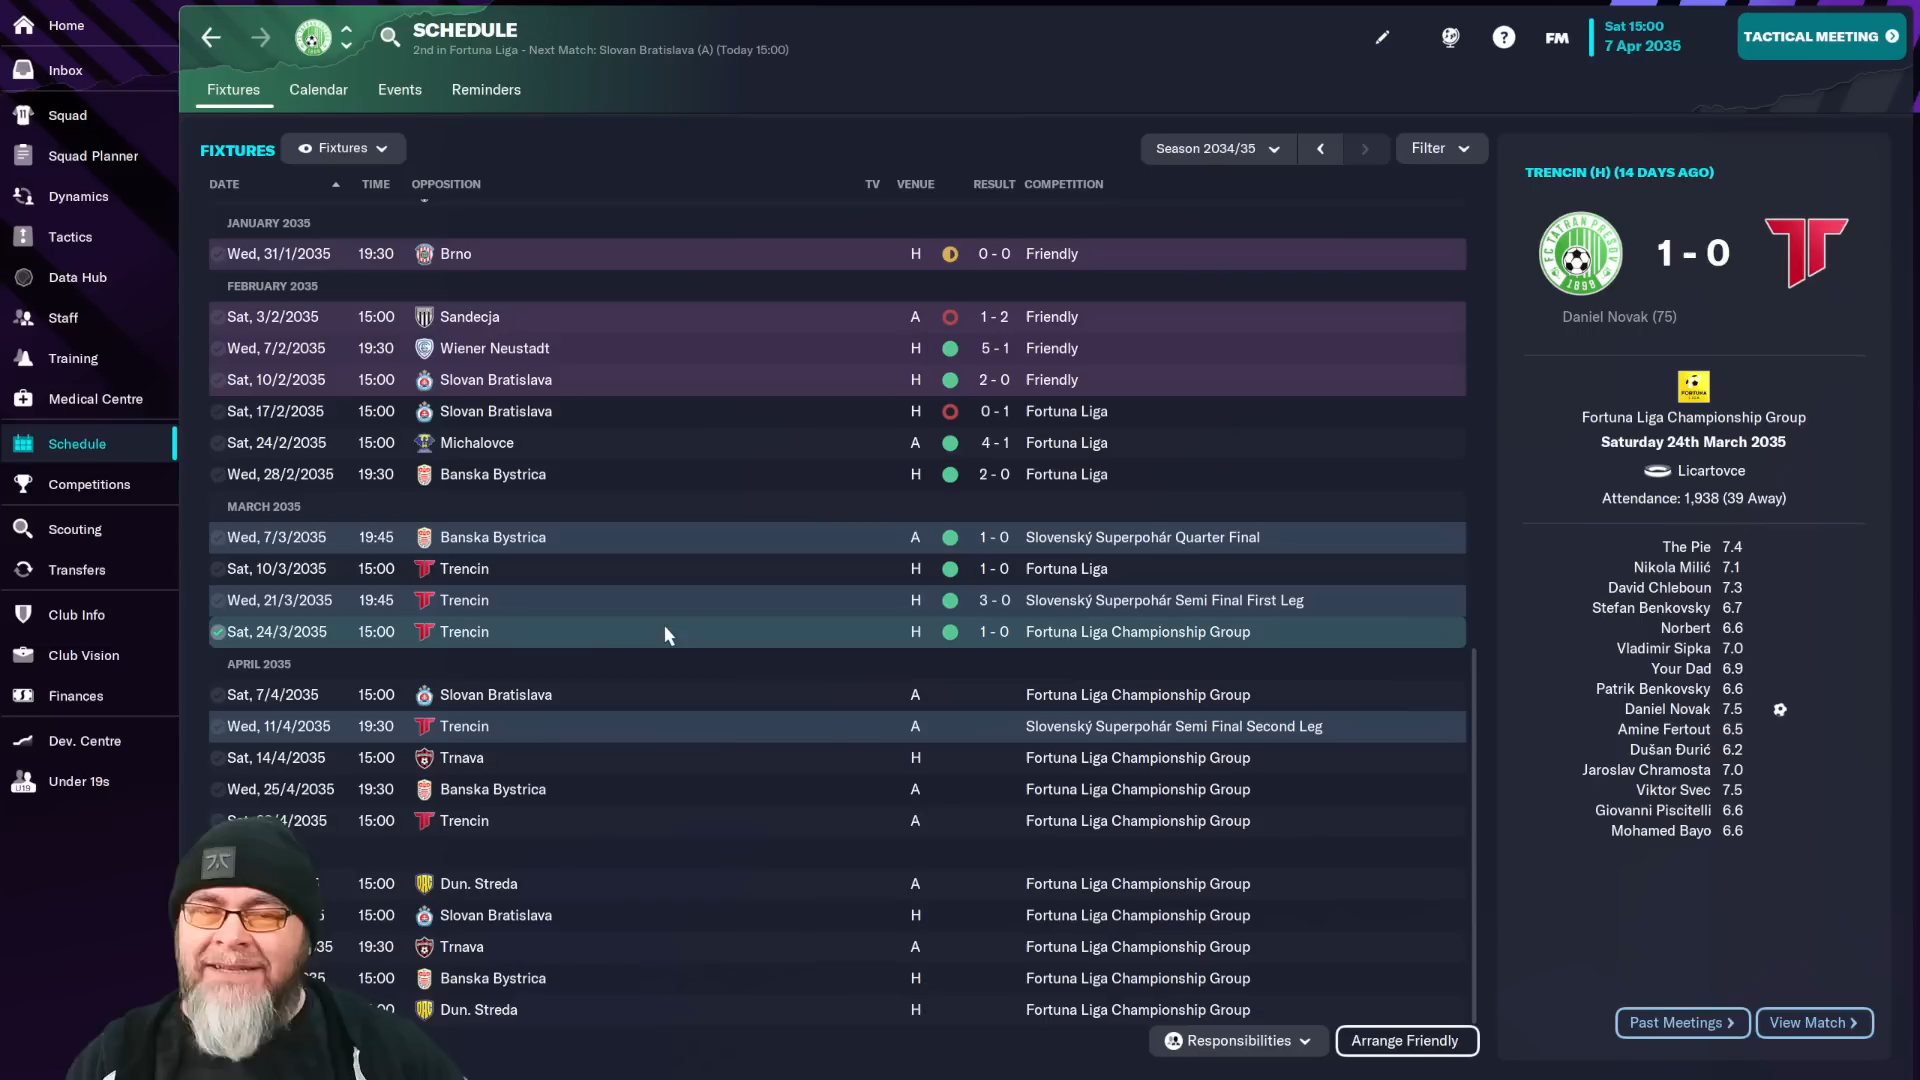 Home
Inbox
Squad
Squad Planner
Dynamics
Tactics
Data Hub
Staff
Training
Medical Centre
Schedule
Competitions
Scouting
Transfers
Club Info
Club Vision
Finances
Dev. Centre
Under 19s
SCHEDULE
2nd in Fortuna Liga - Next Match: Slovan Bratislava (A) (Today 15:00)
FM
Sat 15:00
7 Apr 2035
TACTICAL MEETING
Fixtures Calendar Events Reminders
FIXTURES Fixtures Season 2034/35 Filter
DATE TIME OPPOSITION TV VENUE RESULT COMPETITION
JANUARY 2035
Wed, 31/1/2035 19:30 Brno H 0 - 0 Friendly
FEBRUARY 2035
Sat, 3/2/2035 15:00 Sandecja A 1 - 2 Friendly
Wed, 7/2/2035 19:30 Wiener Neustadt H 5 - 1 Friendly
Sat, 10/2/2035 15:00 Slovan Bratislava H 2 - 0 Friendly
Sat, 17/2/2035 15:00 Slovan Bratislava H 0 - 1 Fortuna Liga
Sat, 24/2/2035 15:00 Michalovce A 4 - 1 Fortuna Liga
Wed, 28/2/2035 19:30 Banska Bystrica H 2 - 0 Fortuna Liga
MARCH 2035
Wed, 7/3/2035 19:45 Banska Bystrica A 1 - 0 Slovenský Superpohár Quarter Final
Sat, 10/3/2035 15:00 Trencin H 1 - 0 Fortuna Liga
Wed, 21/3/2035 19:45 Trencin H 3 - 0 Slovenský Superpohár Semi Final First Leg
Sat, 24/3/2035 15:00 Trencin H 1 - 0 Fortuna Liga Championship Group
APRIL 2035
Sat, 7/4/2035 15:00 Slovan Bratislava A Fortuna Liga Championship Group
Wed, 11/4/2035 19:30 Trencin A Slovenský Superpohár Semi Final Second Leg
Sat, 14/4/2035 15:00 Trnava H Fortuna Liga Championship Group
Wed, 25/4/2035 19:30 Banska Bystrica A Fortuna Liga Championship Group
/4/2035 15:00 Trencin A Fortuna Liga Championship Group
15:00 Dun. Streda A Fortuna Liga Championship Group
5 15:00 Slovan Bratislava H Fortuna Liga Championship Group
35 19:30 Trnava A Fortuna Liga Championship Group
35 15:00 Banska Bystrica H Fortuna Liga Championship Group
:00 Dun. Streda H Fortuna Liga Championship Group
Responsibilities Arrange Friendly
TRENCIN (H) (14 DAYS AGO)
FC TATRAN PRESOV
1898
1 - 0
Daniel Novak (75)
FORTUNA
LIGA
Fortuna Liga Championship Group
Saturday 24th March 2035
Licartovce
Attendance: 1,938 (39 Away)
The Pie 7.4
Nikola Milić 7.1
David Chleboun 7.3
Stefan Benkovsky 6.7
Norbert 6.6
Vladimir Sipka 7.0
Your Dad 6.9
Patrik Benkovsky 6.6
Daniel Novak 7.5
Amine Fertout 6.5
Dušan Đurić 6.2
Jaroslav Chramosta 7.0
Viktor Svec 7.5
Giovanni Piscitelli 6.6
Mohamed Bayo 6.6
Past Meetings View Match